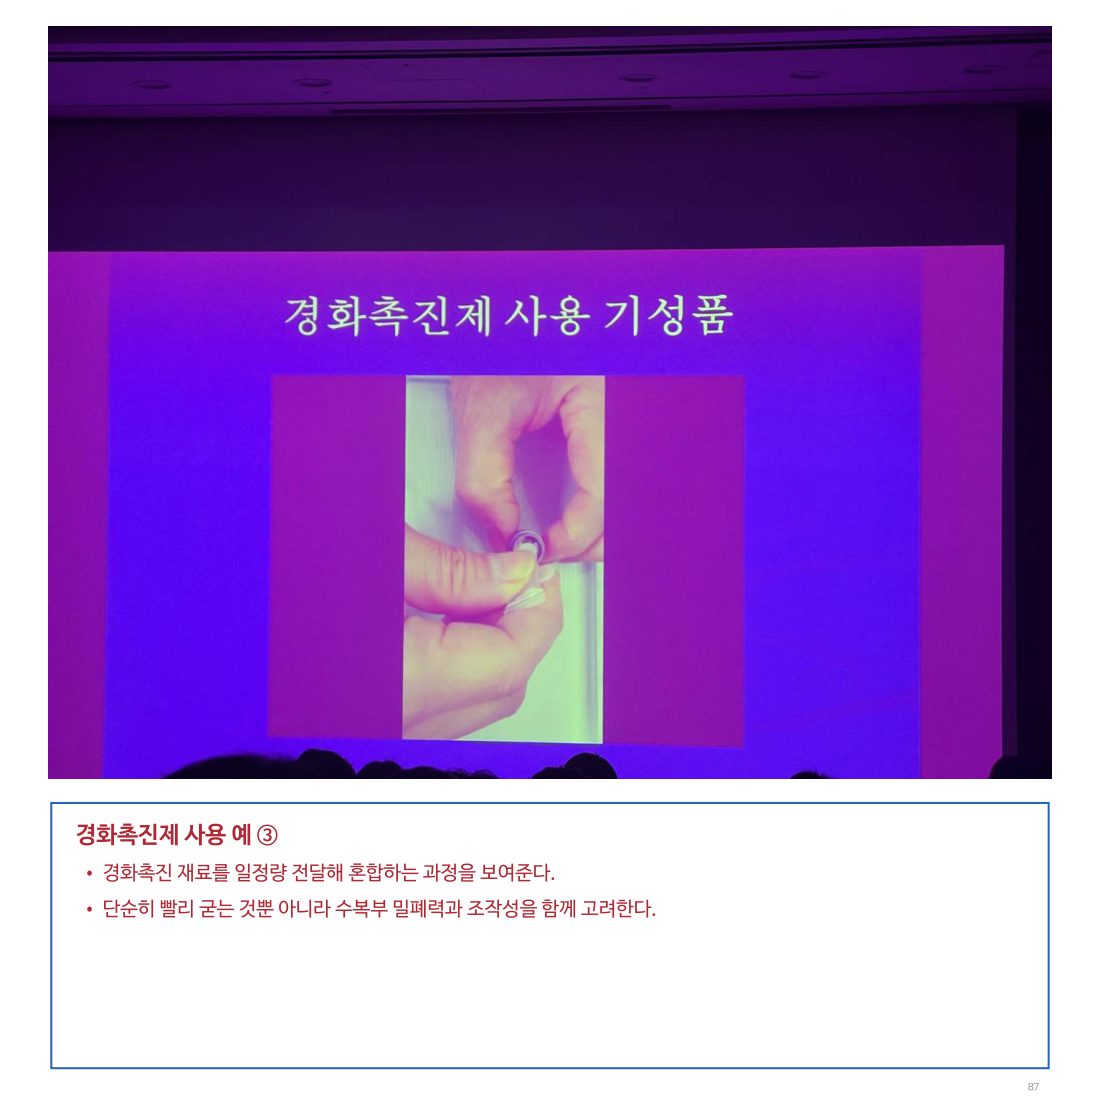 경화촉진제 사용 기성품
경화촉진제 사용 예 ③
• 경화촉진 재료를 일정량 전달해 혼합하는 과정을 보여준다.
• 단순히 빨리 굳는 것뿐 아니라 수복부 밀폐력과 조작성을 함께 고려한다.
87